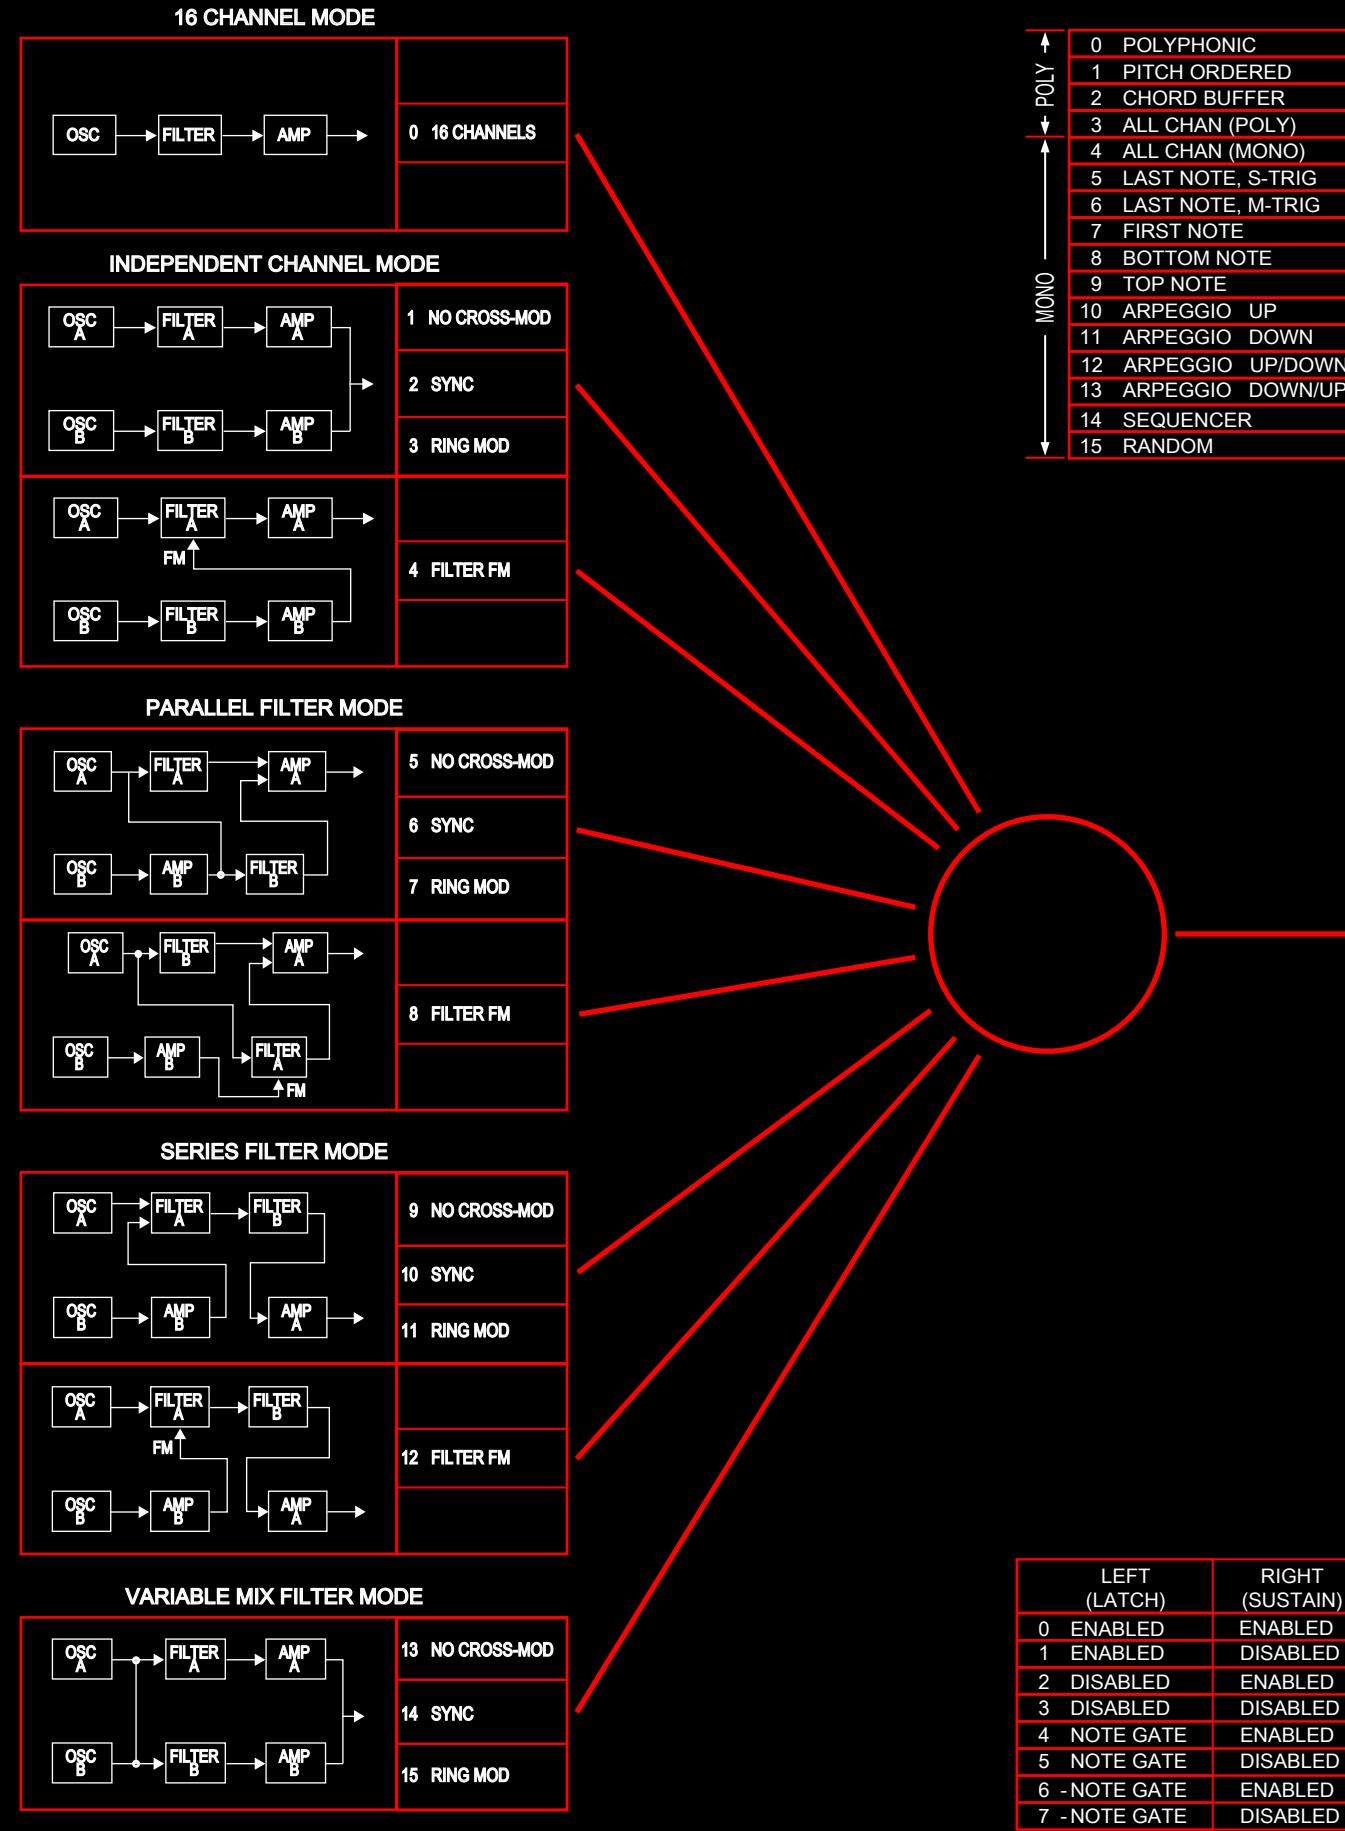 16 CHANNEL MODE
OSC FILTER AMP
0 16 CHANNELS
INDEPENDENT CHANNEL MODE
OSC A FILTER A AMP A
OSC B FILTER B AMP B
1 NO CROSS-MOD
2 SYNC
3 RING MOD
OSC A FILTER A AMP A
FM
OSC B FILTER B AMP B
4 FILTER FM
PARALLEL FILTER MODE
OSC A FILTER A AMP A
OSC B AMP B FILTER B
5 NO CROSS-MOD
6 SYNC
7 RING MOD
OSC A FILTER B AMP A
OSC B AMP B FILTER A
FM
8 FILTER FM
SERIES FILTER MODE
OSC A FILTER A FILTER B
OSC B AMP B AMP A
9 NO CROSS-MOD
10 SYNC
11 RING MOD
OSC A FILTER A FILTER B
FM
OSC B AMP B AMP A
12 FILTER FM
VARIABLE MIX FILTER MODE
OSC A FILTER A AMP A
OSC B FILTER B AMP B
13 NO CROSS-MOD
14 SYNC
15 RING MOD
POLY
MONO
0 POLYPHONIC
1 PITCH ORDERED
2 CHORD BUFFER
3 ALL CHAN (POLY)
4 ALL CHAN (MONO)
5 LAST NOTE, S-TRIG
6 LAST NOTE, M-TRIG
7 FIRST NOTE
8 BOTTOM NOTE
9 TOP NOTE
10 ARPEGGIO UP
11 ARPEGGIO DOWN
12 ARPEGGIO UP/DOWN
13 ARPEGGIO DOWN/UP
14 SEQUENCER
15 RANDOM
LEFT RIGHT
(LATCH) (SUSTAIN)
0 ENABLED ENABLED
1 ENABLED DISABLED
2 DISABLED ENABLED
3 DISABLED DISABLED
4 NOTE GATE ENABLED
5 NOTE GATE DISABLED
6 -NOTE GATE ENABLED
7 -NOTE GATE DISABLED